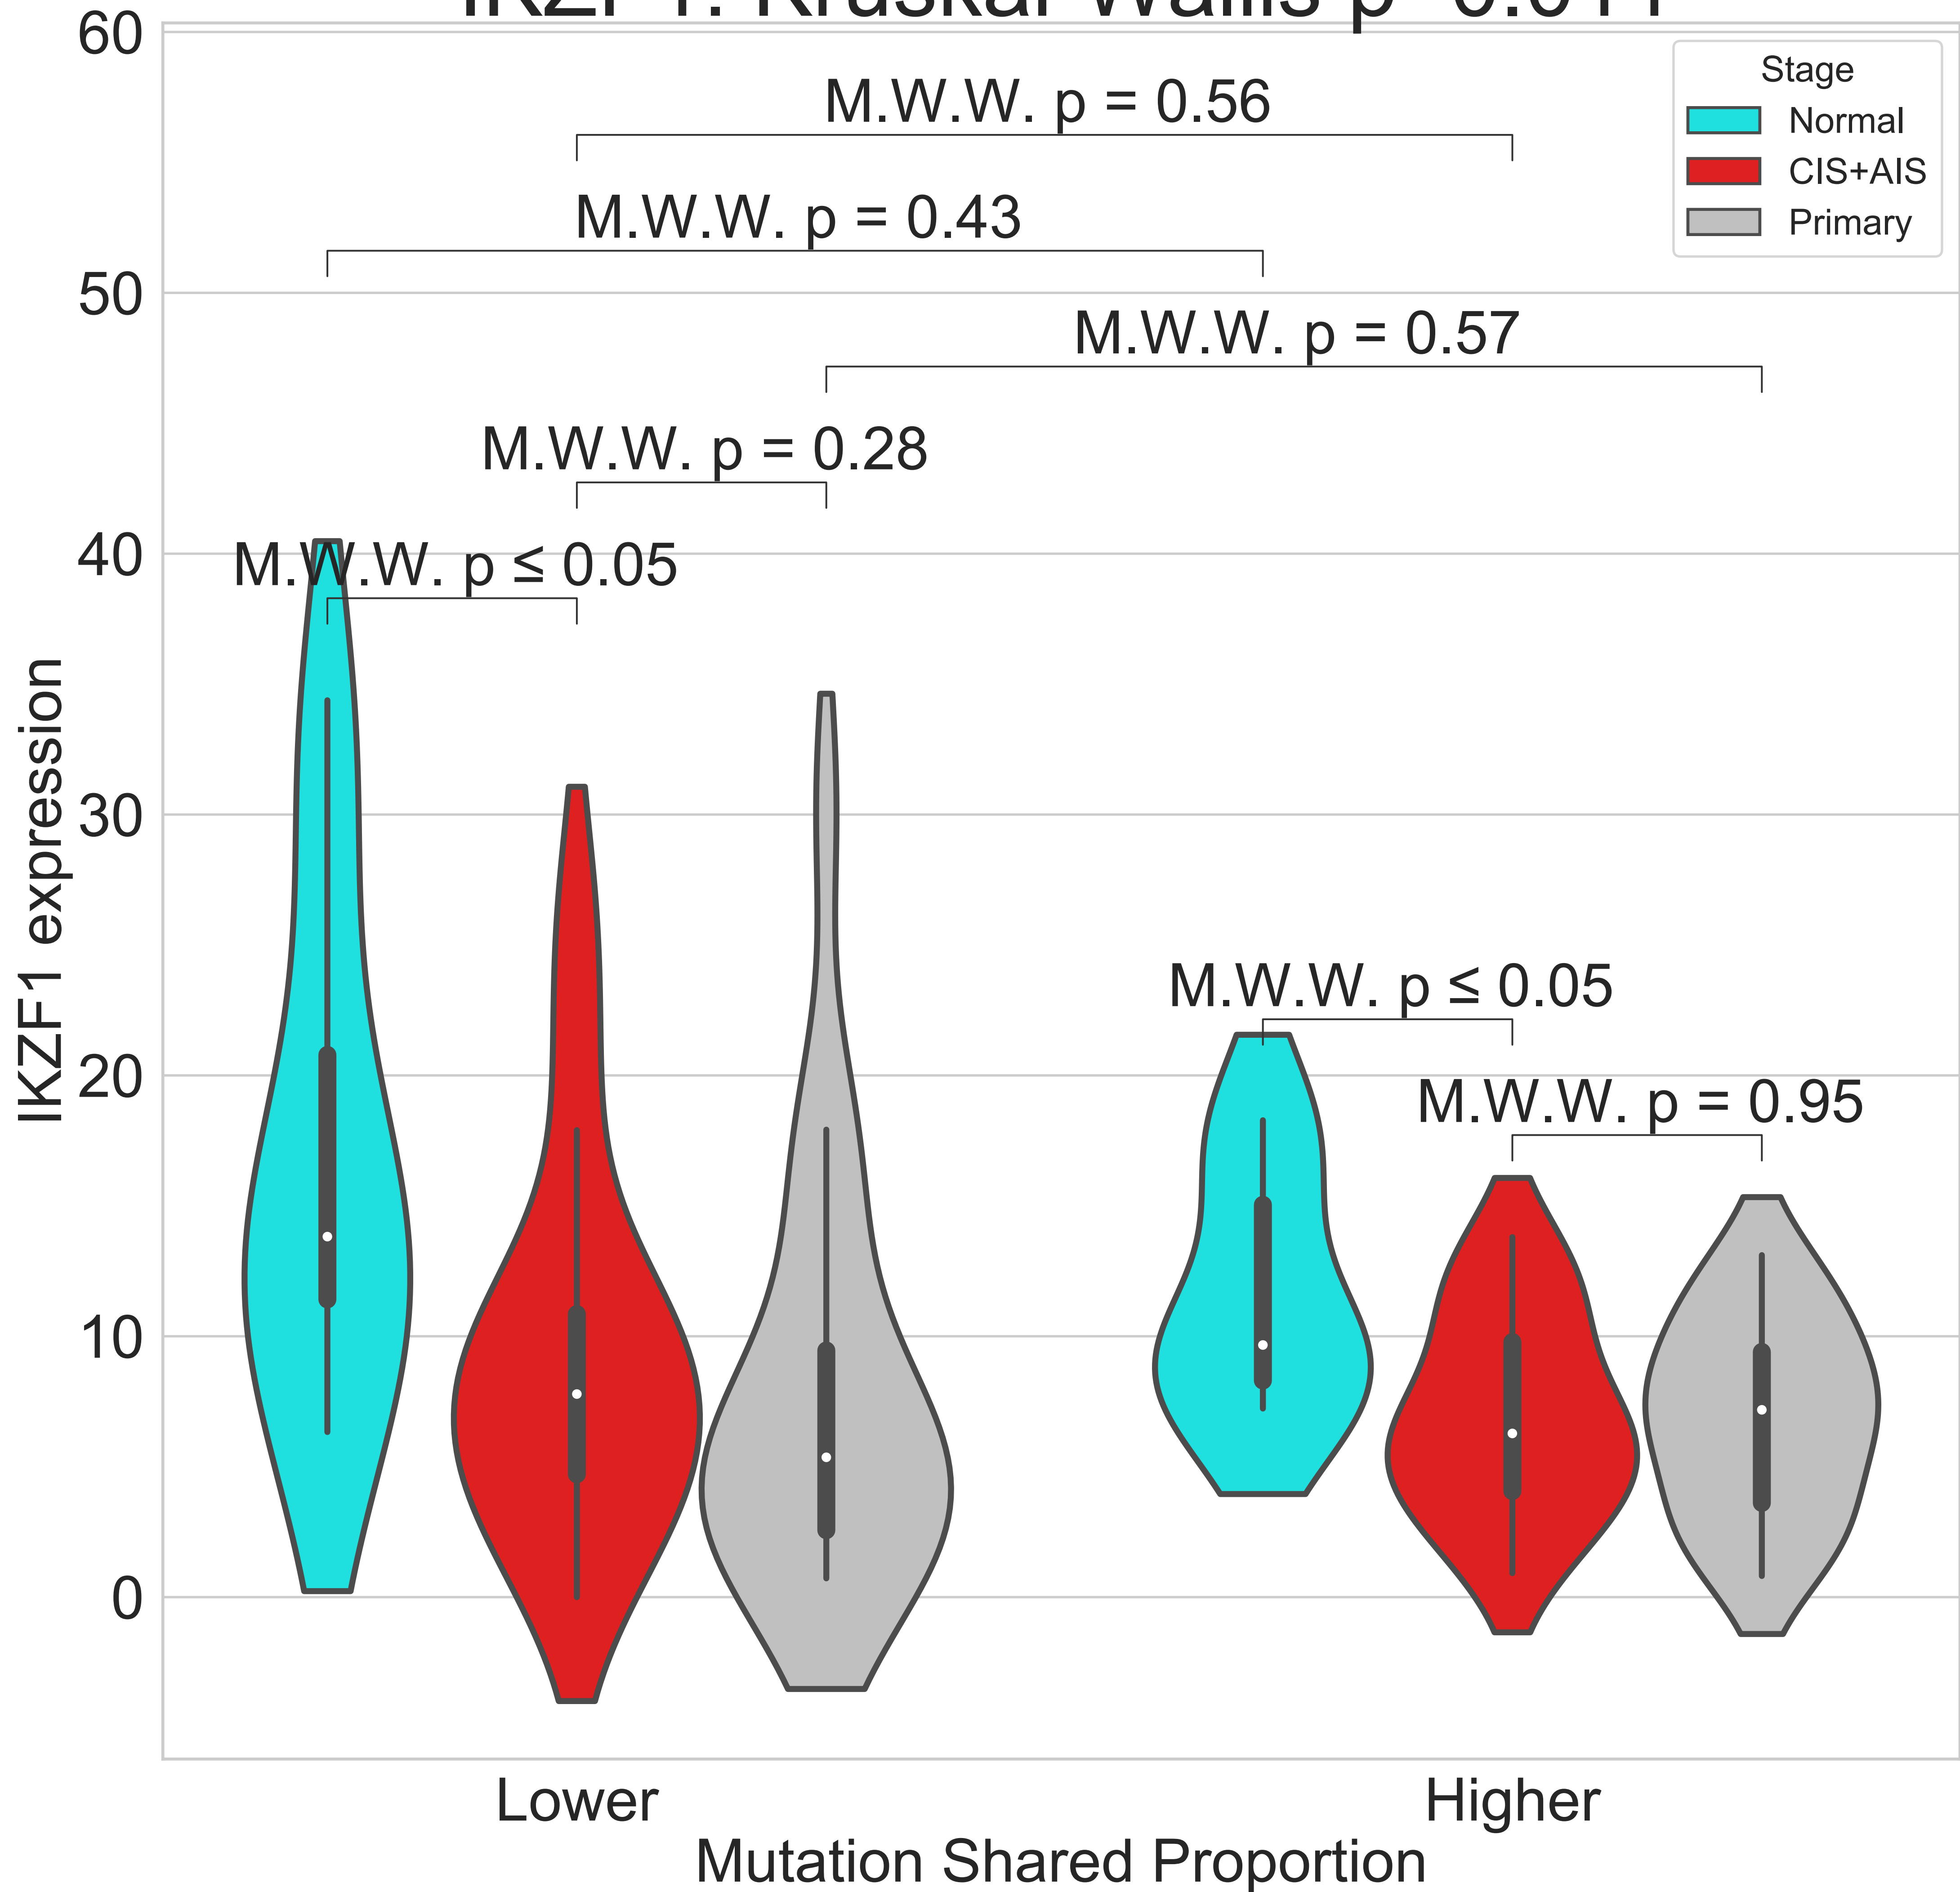 60
Stage
Normal
CIS+AIS
Primary
M.W.W. p = 0.56
M.W.W. p = 0.43
50
M.W.W. p = 0.57
M.W.W. p = 0.28
40
M.W.W. p ≤ 0.05
30
IKZF1 expression
M.W.W. p ≤ 0.05
20
M.W.W. p = 0.95
10
0
Lower
Higher
Mutation Shared Proportion